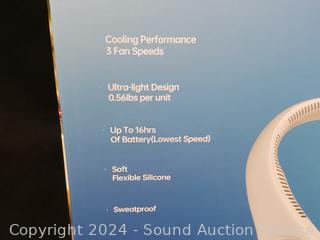 Cooling Performance
3 Fan Speeds
Ultra-light Design
0.56lbs per unit
Up To 16hrs
Of Battery(Lowest Speed)
Soft
Flexible Silicone
Sweatproof
Copyright 2024 - Sound Auction Service